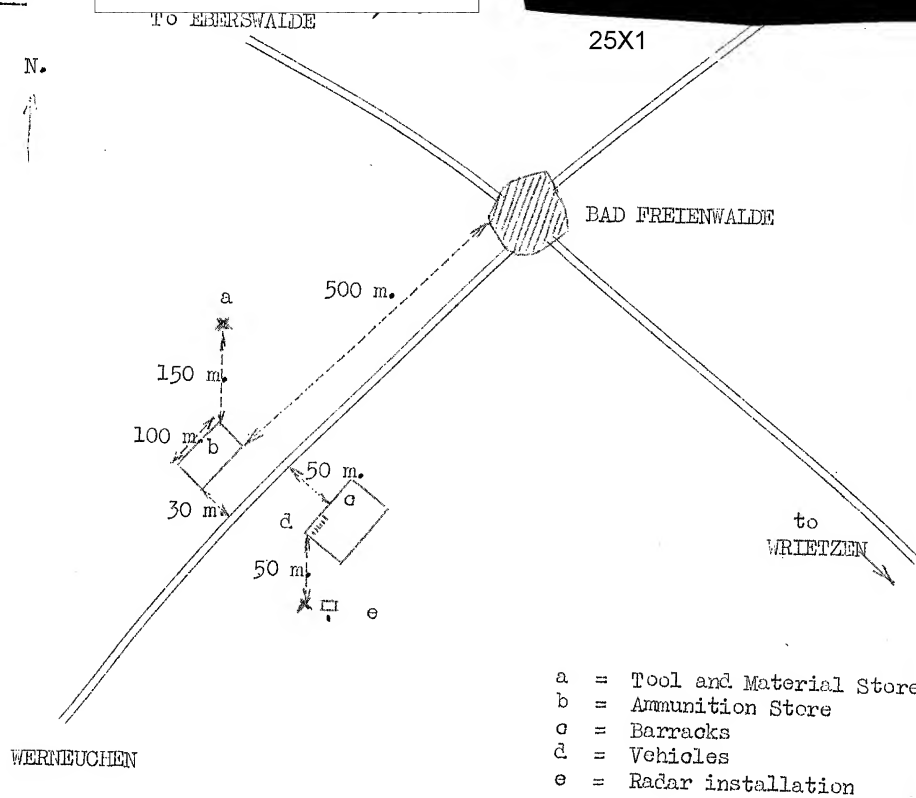 To EBERSWALDE
25X1
N.
BAD FREIENWALDE
500 m.
a
150 m.
100 m.
b
50 m.
c
30 m
d
to
WRIETZEN
50 m.
e
a = Tool and Material Store
b = Ammunition Store
c = Barracks
d = Vehicles
e = Radar installation
WERNEUCHEN